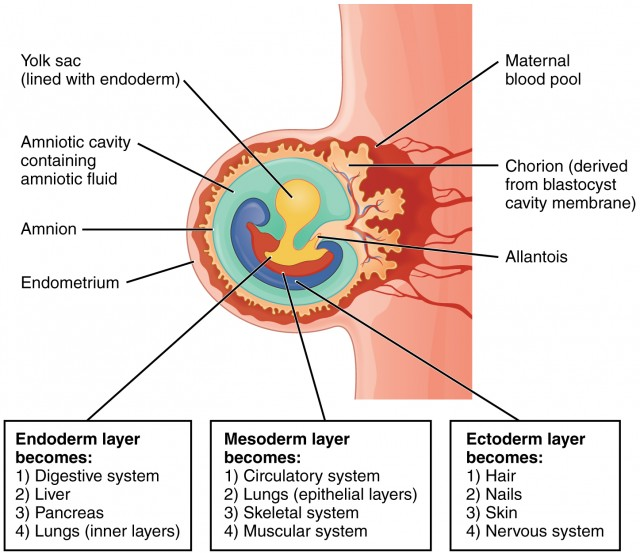 Yolk sac
(lined with endoderm)
Amniotic cavity
containing
amniotic fluid
Amnion
Endometrium
Maternal
blood pool
Chorion (derived
from blastocyst
cavity membrane)
Allantois
Endoderm layer
becomes:
1) Digestive system
2) Liver
3) Pancreas
4) Lungs (inner layers)
Mesoderm layer
becomes:
1) Circulatory system
2) Lungs (epithelial layers)
3) Skeletal system
4) Muscular system
Ectoderm layer
becomes:
1) Hair
2) Nails
3) Skin
4) Nervous system